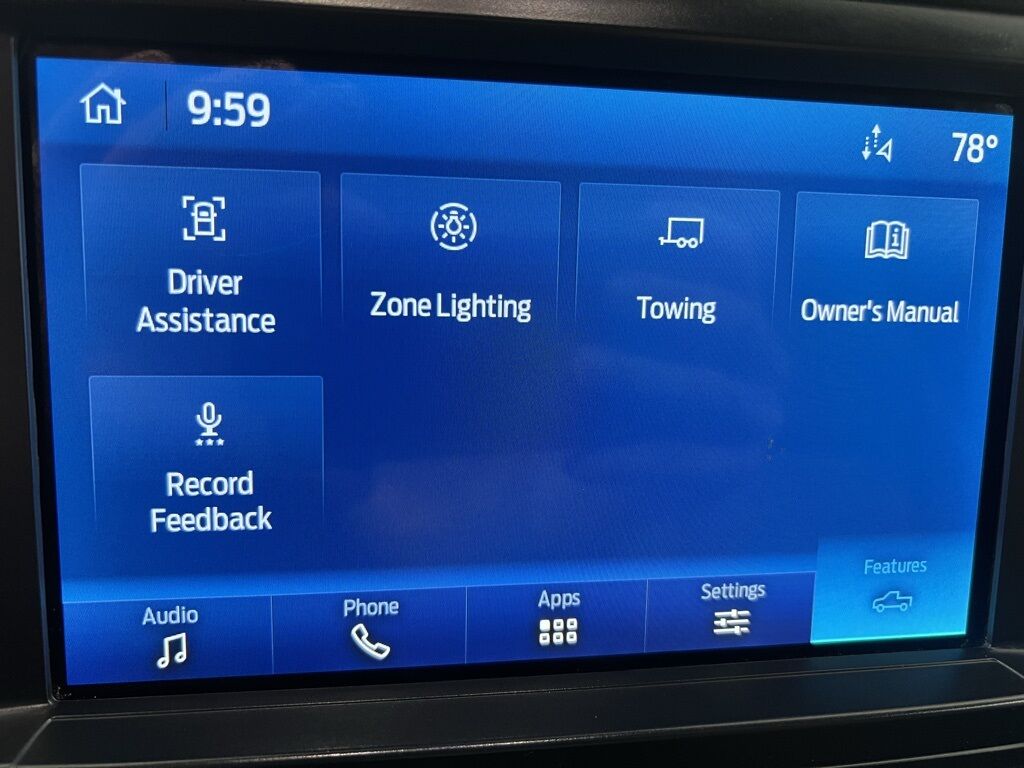 9:59
78°
Driver
Assistance
Zone Lighting
Towing
Owner's Manual
Record
Feedback
Audio
Phone
Apps
Settings
Features